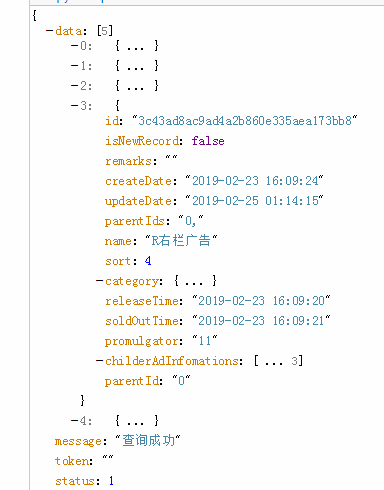 {
−data: [5]
−0: { ... }
−1: { ... }
−2: { ... }
−3: {
id: "3c43ad8ac9ad4a2b860e335aea173bb8"
isNewRecord: false
remarks: ""
createDate: "2019-02-23 16:09:24"
updateDate: "2019-02-25 01:14:15"
parentIds: "0,"
name: "R右栏广告"
sort: 4
−category: { ... }
releaseTime: "2019-02-23 16:09:20"
soldOutTime: "2019-02-23 16:09:21"
promulgator: "11"
−childerAdInfomations: [ ... 3]
parentId: "0"
}
−4: { ... }
message: "查询成功"
token: ""
status: 1